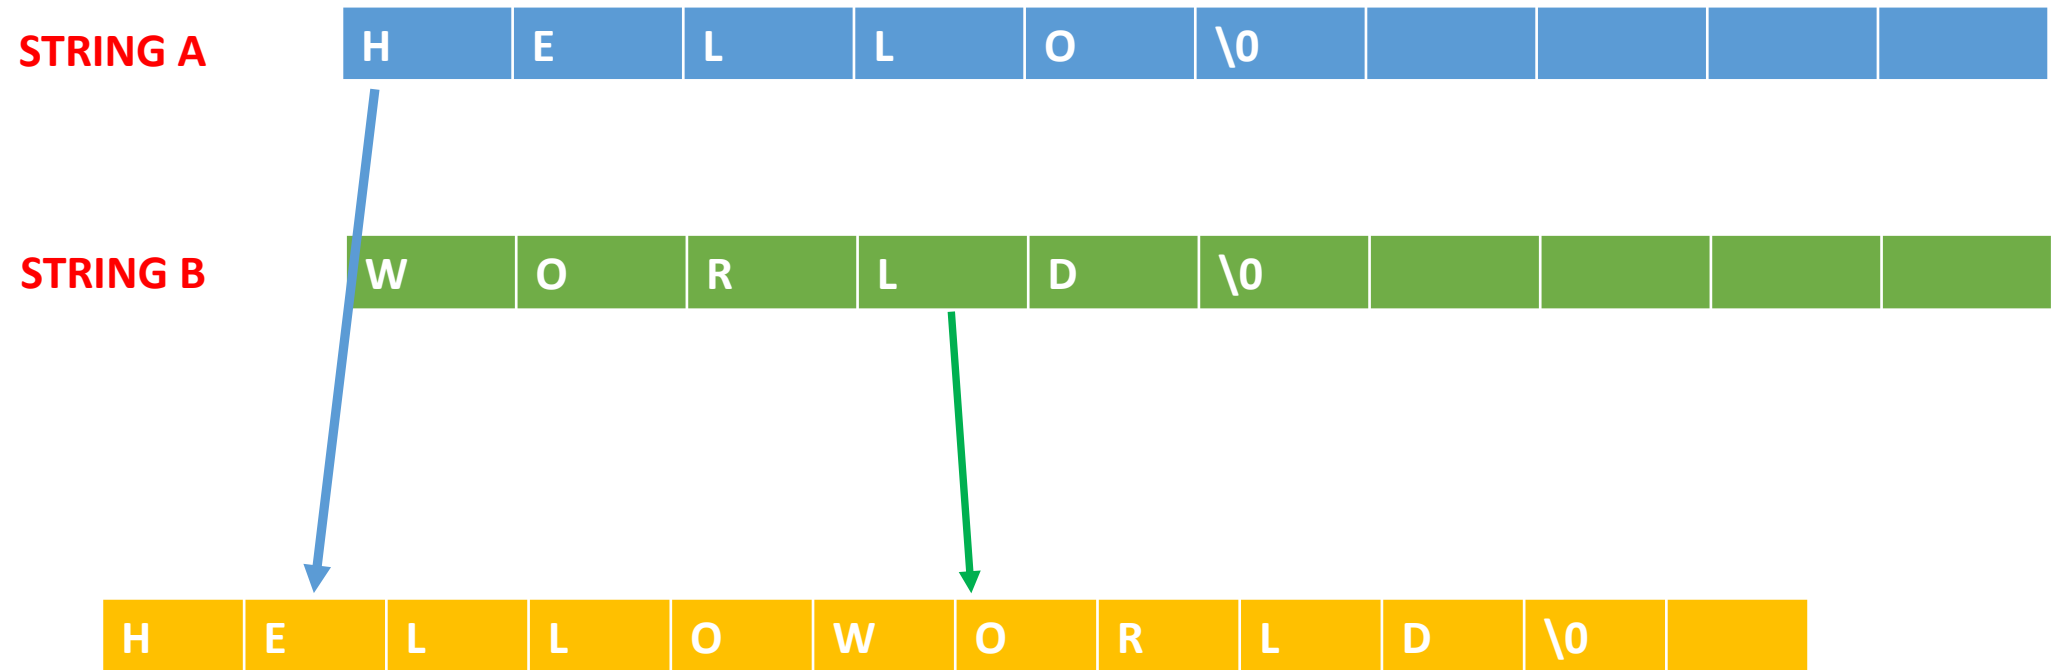 STRING A H E L L O \0
STRING B W O R L D \0
H E L L O W O R L D \0